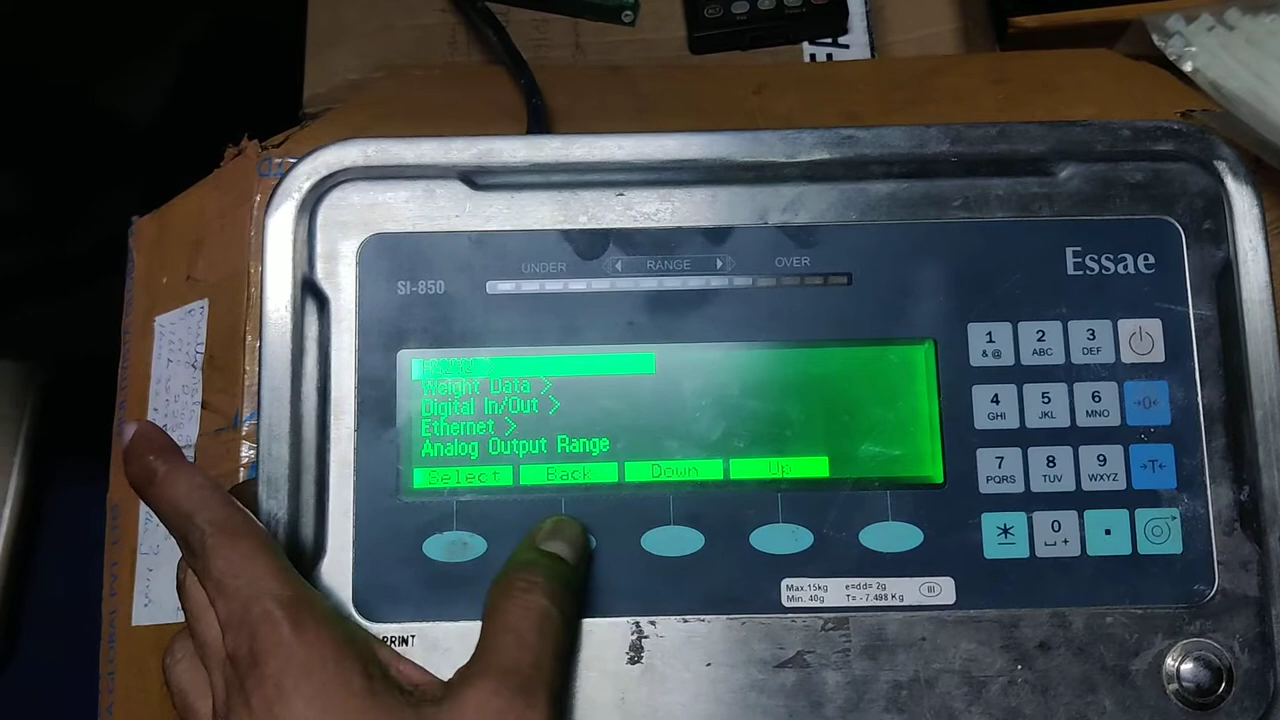 Essae
UNDER
RANGE
OVER
SI-850
Weight Data >
Digital In/Out >
Ethernet >
Analog Output Range
Select
Back
Down
Up
1
& @
2
ABC
3
DEF
4
GHI
5
JKL
6
MNO
→0←
7
PQRS
8
TUV
9
WXYZ
→T←
0
Max.15kg e=dd= 2g
Min. 40g T= - 7.498 Kg
III
PRINT